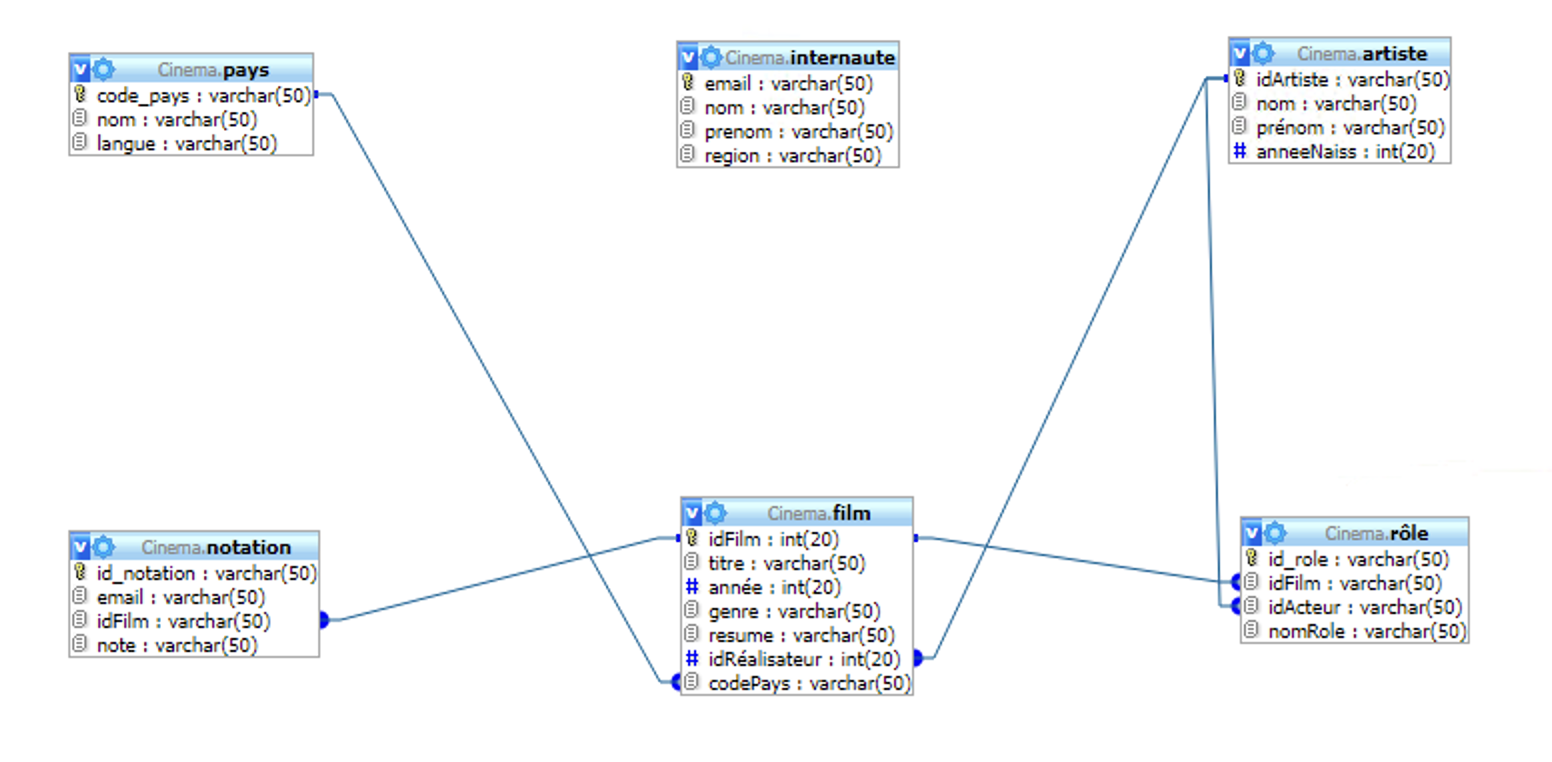 Cinema.pays
code_pays : varchar(50)
nom : varchar(50)
langue : varchar(50)
Cinema.internaute
email : varchar(50)
nom : varchar(50)
prenom : varchar(50)
region : varchar(50)
Cinema.artiste
idArtiste : varchar(50)
nom : varchar(50)
prénom : varchar(50)
# anneeNaiss : int(20)
Cinema.notation
id_notation : varchar(50)
email : varchar(50)
idFilm : varchar(50)
note : varchar(50)
Cinema.film
idFilm : int(20)
titre : varchar(50)
# année : int(20)
genre : varchar(50)
resume : varchar(50)
# idRéalisateur : int(20)
codePays : varchar(50)
Cinema.rôle
id_role : varchar(50)
idFilm : varchar(50)
idActeur : varchar(50)
nomRole : varchar(50)